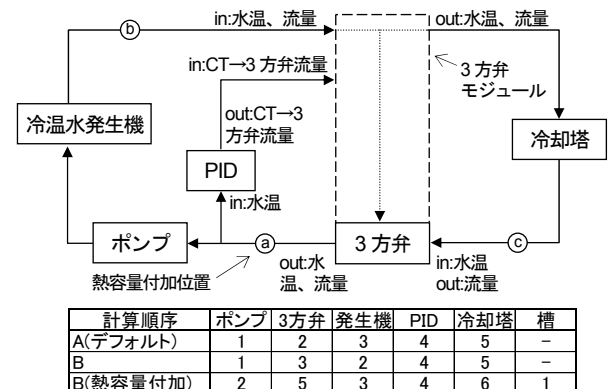 ⓑ
in:水温、流量
out:水温、流量
in:CT→3 方弁流量
3 方弁
モジュール
out:CT→3
方弁流量
冷温水発生機
冷却塔
PID
in:水温
ポンプ
ⓐ
3 方弁
ⓒ
熱容量付加位置
out:水
温、流量
in:水温
out:流量
計算順序 ポンプ 3方弁 発生機 PID 冷却塔 槽
A(デフォルト) 1 2 3 4 5 -
B 1 3 2 4 5 -
B(熱容量付加) 2 5 3 4 6 1